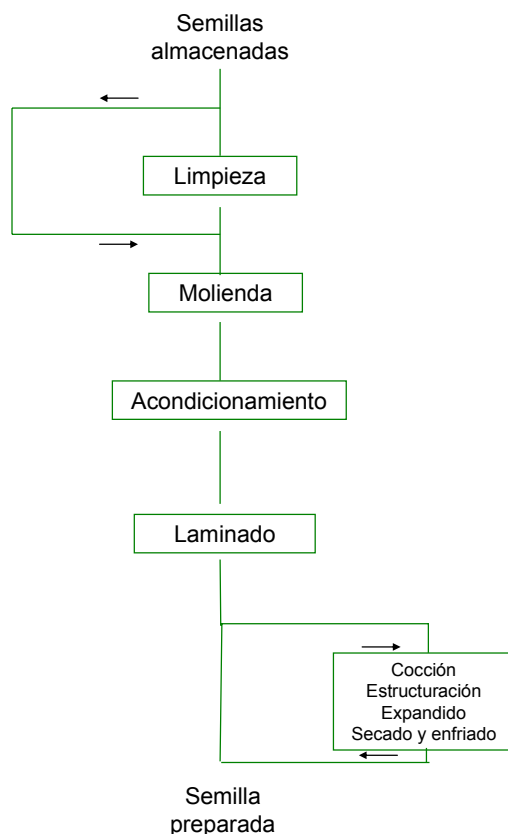 Semillas
almacenadas
Limpieza
Molienda
Acondicionamiento
Laminado
Cocción
Estructuración
Expandido
Secado y enfriado
Semilla
preparada